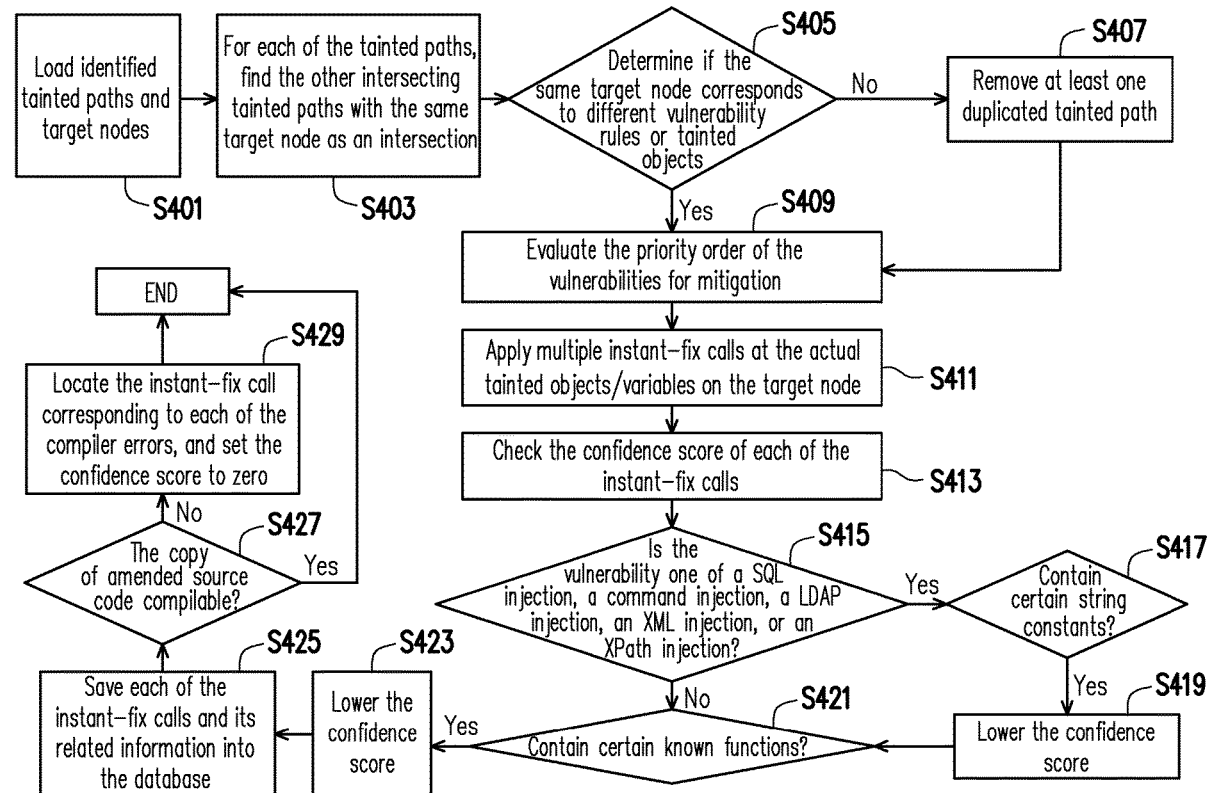 Load identified
tainted paths and
target nodes
S401
For each of the tainted paths,
find the other intersecting
tainted paths with the same
target node as an intersection
S403
Determine if the
same target node corresponds
to different vulnerability
rules or tainted
objects
S405
No
Remove at least one
duplicated tainted path
S407
Yes
Evaluate the priority order of the
vulnerabilities for mitigation
S409
Apply multiple instant-fix calls at the actual
tainted objects/variables on the target node
S411
Check the confidence score of each of the
instant-fix calls
S413
Is the
vulnerability one of a SQL
injection, a command injection, a LDAP
injection, an XML injection, or an
XPath injection?
S415
Yes
Contain
certain string
constants?
S417
Yes
Lower the confidence
score
S419
No
Contain certain known functions?
S421
Yes
Lower the
confidence
score
S423
Save each of the
instant-fix calls and its
related information into
the database
S425
The copy
of amended source
code compilable?
S427
Yes
No
Locate the instant-fix call
corresponding to each of the
compiler errors, and set the
confidence score to zero
S429
END